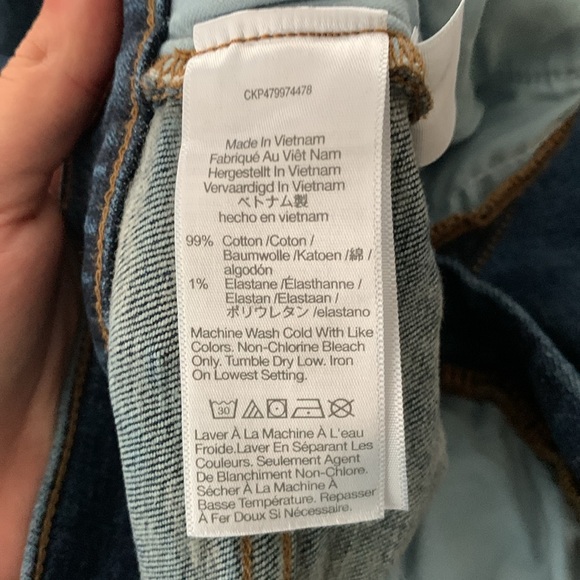 CKP479974478
Made In Vietnam
Fabriqué Au Viêt Nam
Hergestellt In Vietnam
Vervaardigd In Vietnam
ベトナム製
hecho en vietnam
99% Cotton /Coton /
Baumwolle /Katoen /綿 /
algodón
1% Elastane /Élasthanne /
Elastan /Elastaan /
ポリウレタン /elastano
Machine Wash Cold With Like
Colors. Non-Chlorine Bleach
Only. Tumble Dry Low. Iron
On Lowest Setting.
30
Laver À La Machine À L'eau
Froide.Laver En Séparant Les
Couleurs. Seulement Agent
De Blanchiment Non-Chlore.
Sécher À La Machine À
Basse Température. Repasser
À Fer Doux Si Nécessaire.